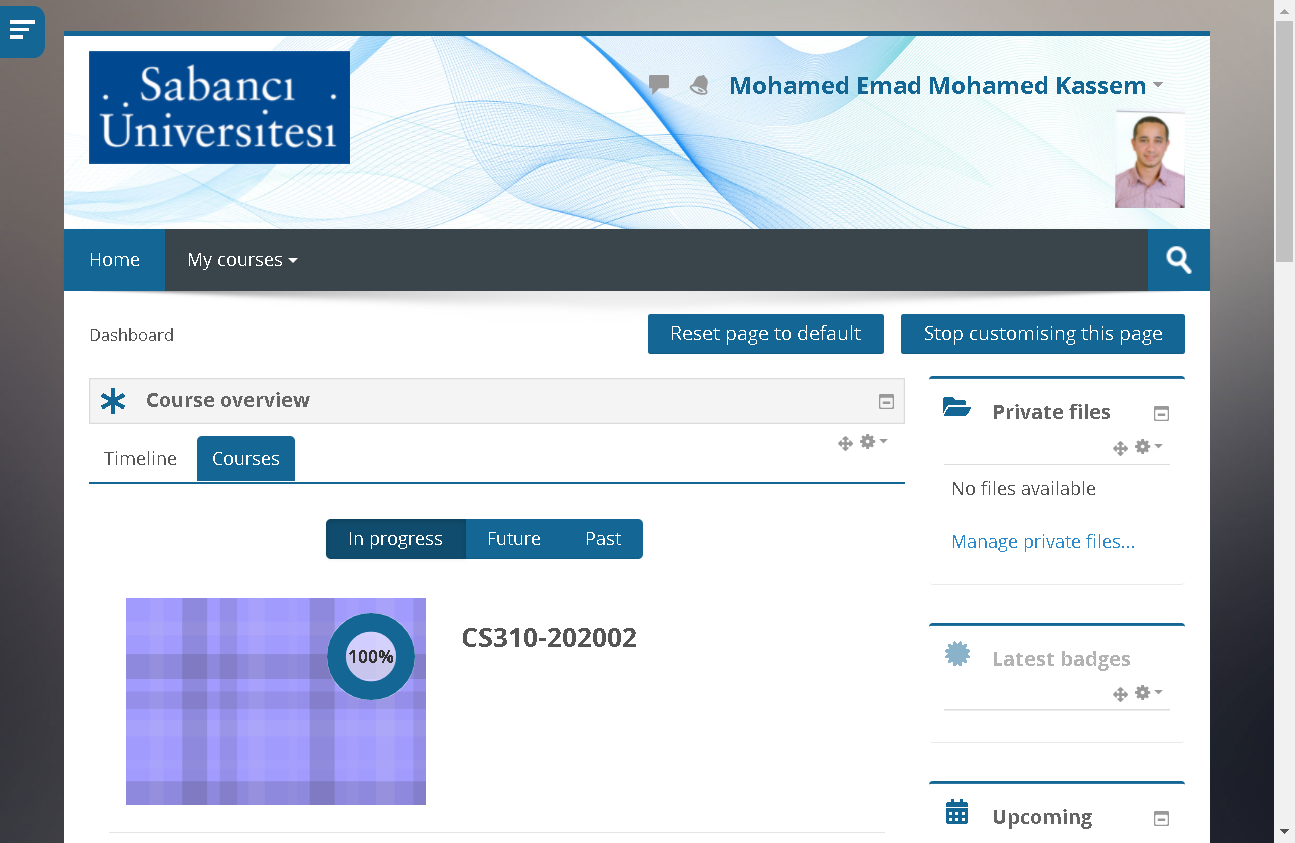 Sabancı
Üniversitesi
Mohamed Emad Mohamed Kassem
Home
My courses
Dashboard
Reset page to default
Stop customising this page
Course overview
Timeline
Courses
In progress
Future
Past
100%
CS310-202002
Private files
No files available
Manage private files...
Latest badges
Upcoming